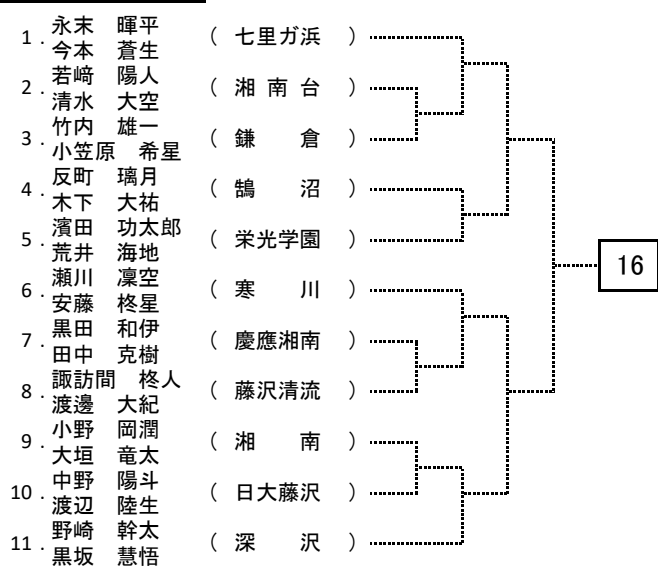 永末 暉平
1 . ( 七里ガ浜 )
今本 蒼生
若﨑 陽人
2 . ( 湘南台 )
清水 大空
竹内 雄一
3 . ( 鎌倉 )
小笠原 希星
反町 璃月
4 . ( 鵠沼 )
木下 大祐
濱田 功太郎
5 . ( 栄光学園 )
荒井 海地
瀬川 凜空
6 . ( 寒川 )
安藤 柊星
黒田 和伊
7 . ( 慶應湘南 )
田中 克樹
諏訪間 柊人
8 . ( 藤沢清流 )
渡邊 大紀
小野 岡潤
9 . ( 湘南 )
大垣 竜太
中野 陽斗
10 . ( 日大藤沢 )
渡辺 陸生
野崎 幹太
11 . ( 深沢 )
黒坂 慧悟
16